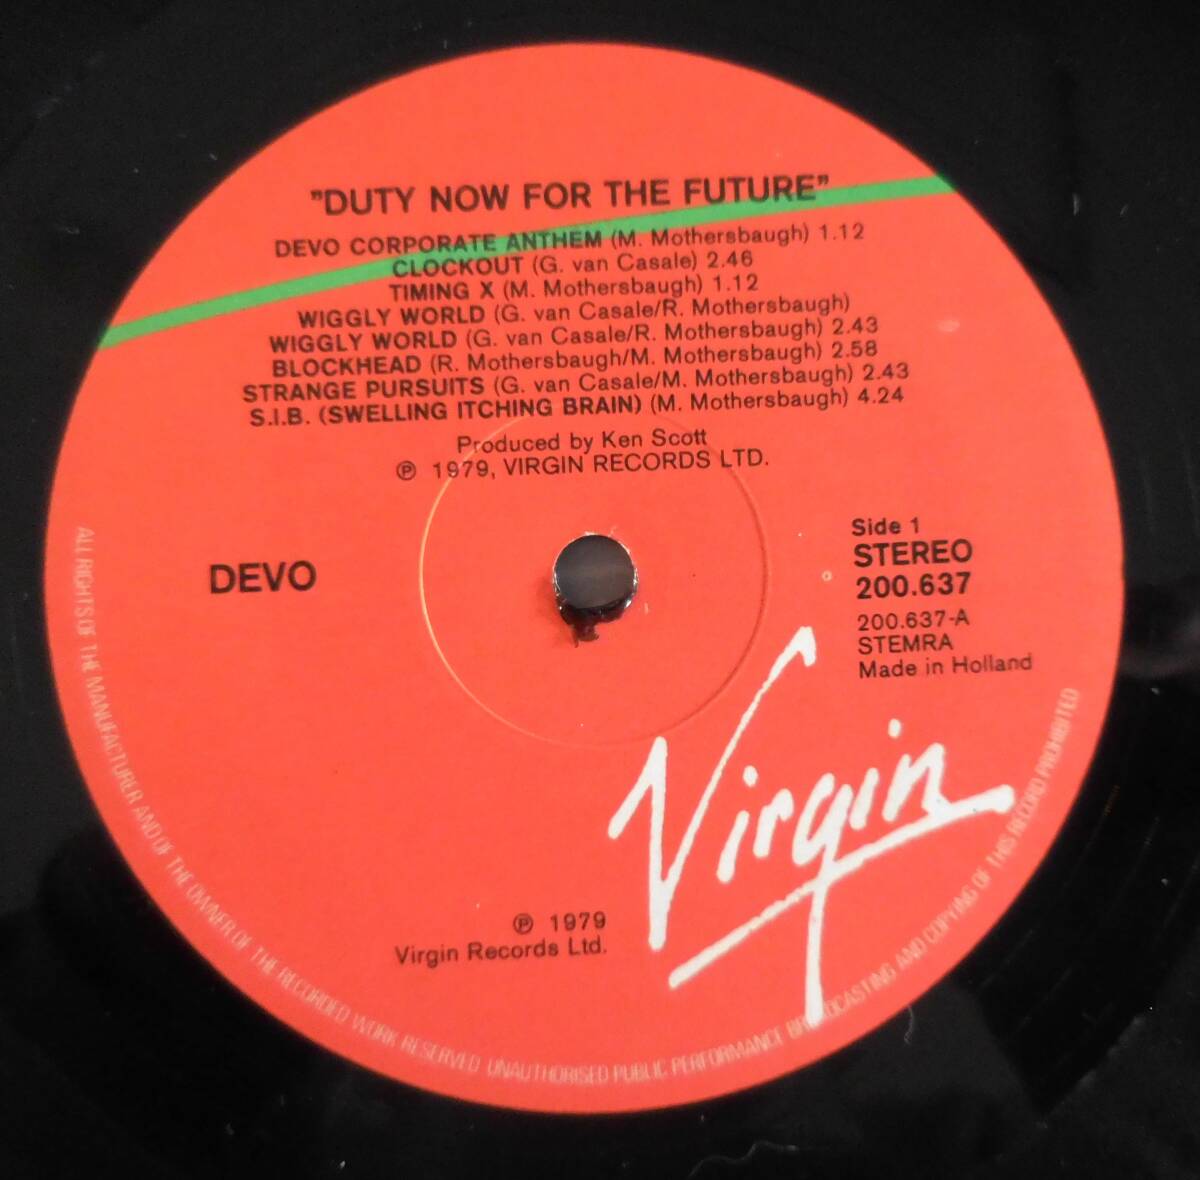 "DUTY NOW FOR THE FUTURE"
DEVO CORPORATE ANTHEM (M. Mothersbaugh) 1.12
CLOCKOUT (G. van Casale) 2.46
TIMING X (M. Mothersbaugh) 1.12
WIGGLY WORLD (G. van Casale/R. Mothersbaugh)
WIGGLY WORLD (G. van Casale/R. Mothersbaugh) 2.43
BLOCKHEAD (R. Mothersbaugh/M. Mothersbaugh) 2.58
STRANGE PURSUITS (G. van Casale/M. Mothersbaugh) 2.43
S.I.B. (SWELLING ITCHING BRAIN) (M. Mothersbaugh) 4.24
Produced by Ken Scott
℗ 1979, VIRGIN RECORDS LTD.
DEVO
Side 1
STEREO
200.637
200.637-A
STEMRA
Made in Holland
Virgin
℗ 1979
Virgin Records Ltd.
ALL RIGHTS OF THE MANUFACTURER AND OF THE OWNER OF THE RECORDED WORK RESERVED UNAUTHORISED PUBLIC PERFORMANCE BROADCASTING AND COPYING OF THIS RECORD PROHIBITED